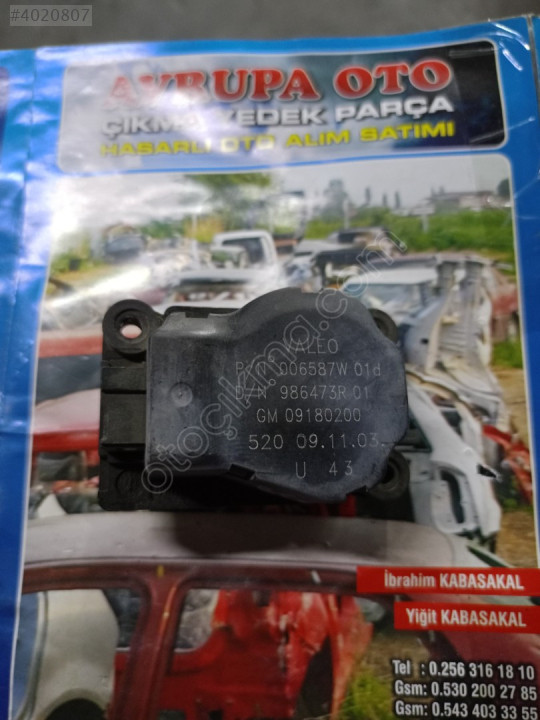 #4020807
AVRUPA OTO
ÇIKMA YEDEK PARÇA
HASARLI OTO ALIM SATIMI
otoçıkma.com
VALEO
P/N 006587W 01d
D/N 986473R 01
GM 09180200
520 09.11.03
U 43
İbrahim KABASAKAL
Yiğit KABASAKAL
Tel : 0.256 316 18 10
Gsm: 0.530 200 27 85
Gsm: 0.543 403 33 55